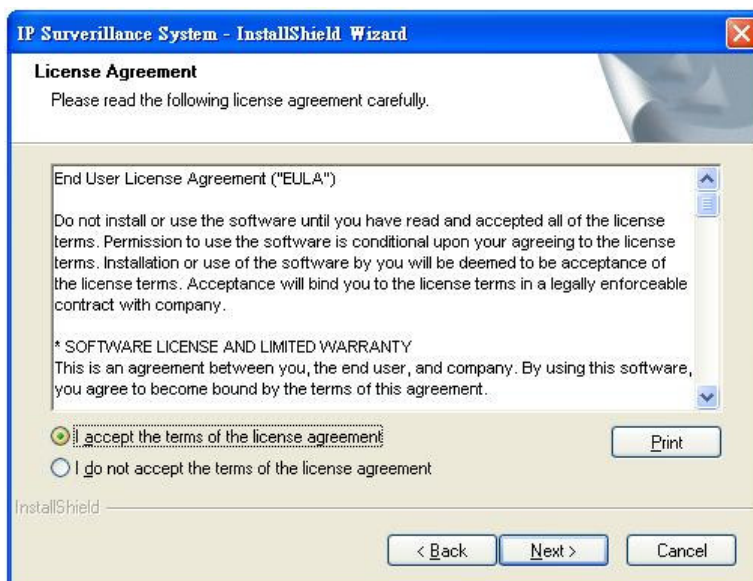 IP Surverillance System - InstallShield Wizard
License Agreement
Please read the following license agreement carefully.
End User License Agreement ("EULA")
Do not install or use the software until you have read and accepted all of the license
terms. Permission to use the software is conditional upon your agreeing to the license
terms. Installation or use of the software by you will be deemed to be acceptance of
the license terms. Acceptance will bind you to the license terms in a legally enforceable
contract with company.
* SOFTWARE LICENSE AND LIMITED WARRANTY
This is an agreement between you, the end user, and company. By using this software,
you agree to become bound by the terms of this agreement.
I accept the terms of the license agreement
Print
I do not accept the terms of the license agreement
InstallShield
< Back
Next >
Cancel